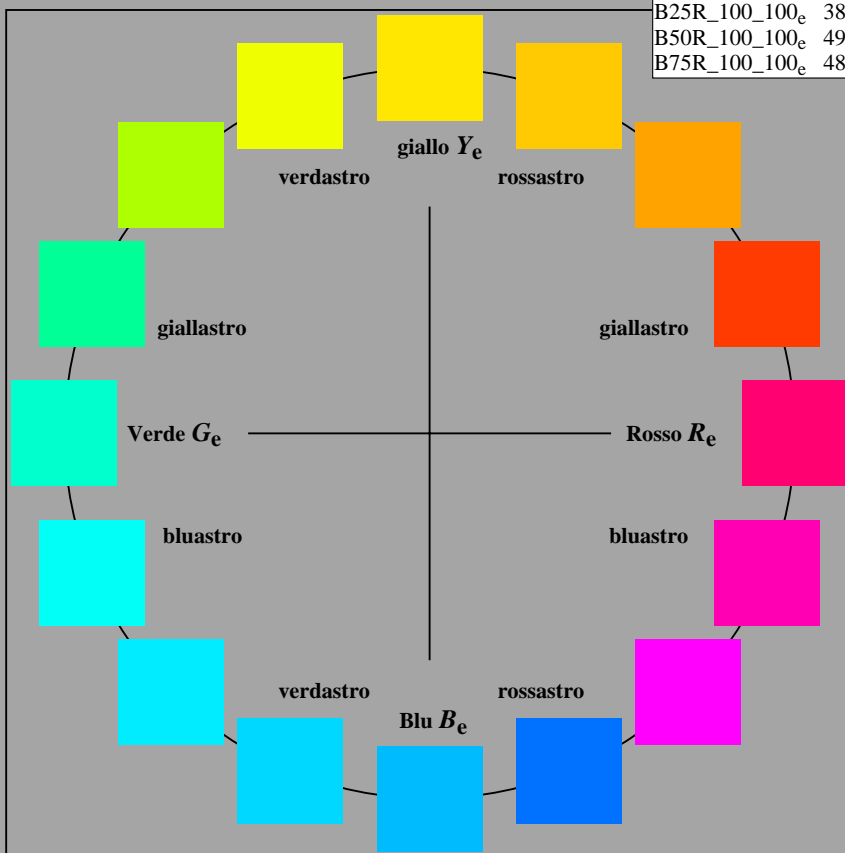 B25R_100_100e 38
B50R_100_100e 49
B75R_100_100e 48
giallo Ye
verdastro rossastro
giallastro giallastro
Verde Ge Rosso Re
bluastro bluastro
verdastro rossastro
Blu Be